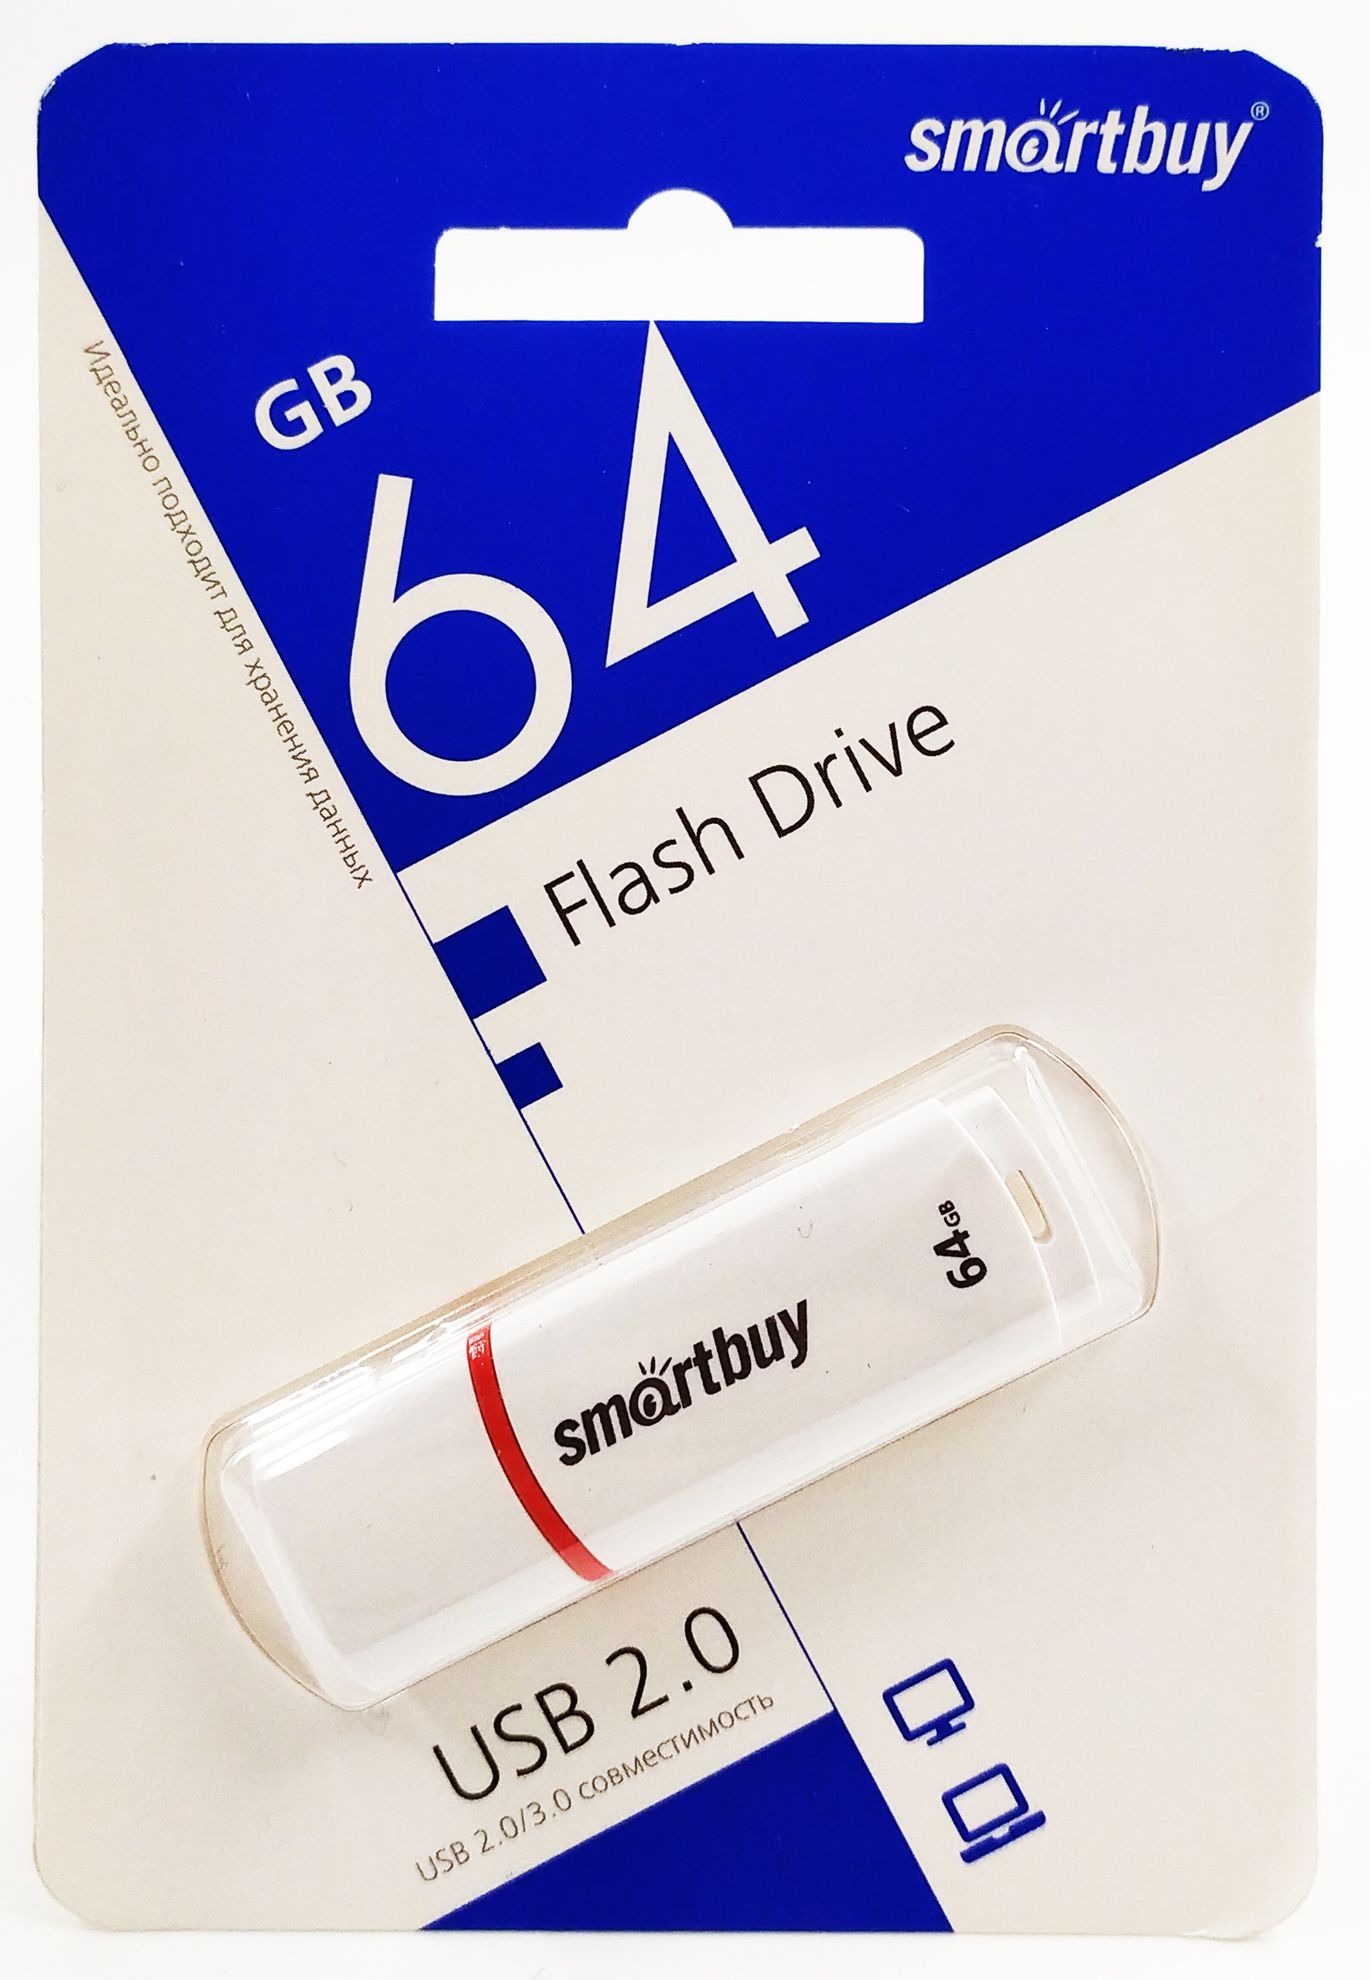 smartbuy®
GB
64
Идеально подходит для хранения данных
Flash Drive
64GB
smartbuy
USB 2.0
USB 2.0/3.0 совместимость